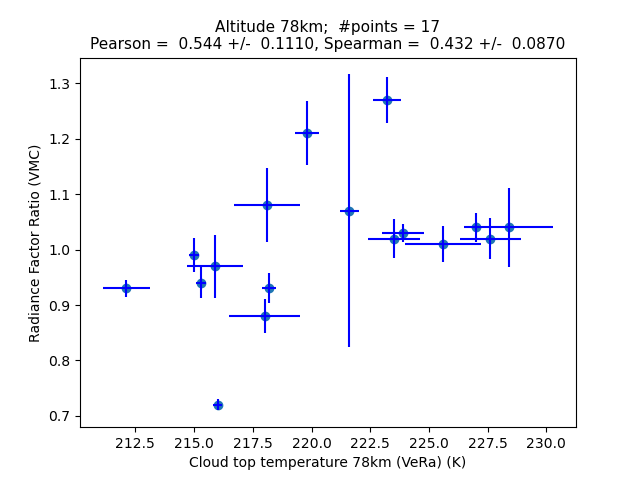 Altitude 78km;  #points = 17
Pearson =  0.544 +/-  0.1110, Spearman =  0.432 +/-  0.0870
Radiance Factor Ratio (VMC)
1.3
1.2
1.1
1.0
0.9
0.8
0.7
212.5 215.0 217.5 220.0 222.5 225.0 227.5 230.0
Cloud top temperature 78km (VeRa) (K)